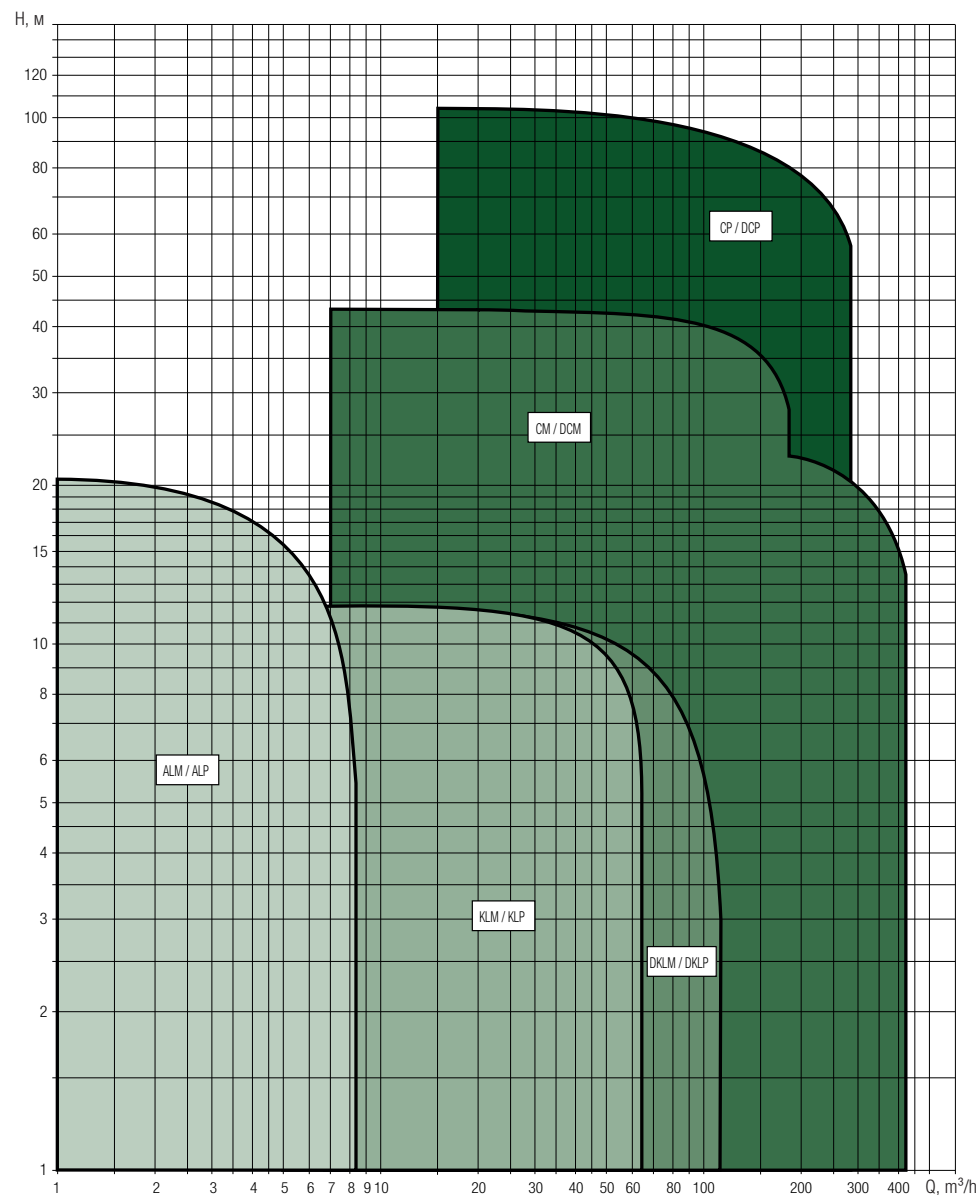 H, м
120
100
80
60
50
40
30
20
15
10
8
6
5
4
3
2
1
CP / DCP
CM / DCM
ALM / ALP
KLM / KLP
DKLM / DKLP
1 2 3 4 5 6 7 8 9 10 20 30 40 50 60 80 100 200 300 400 Q, m³/h